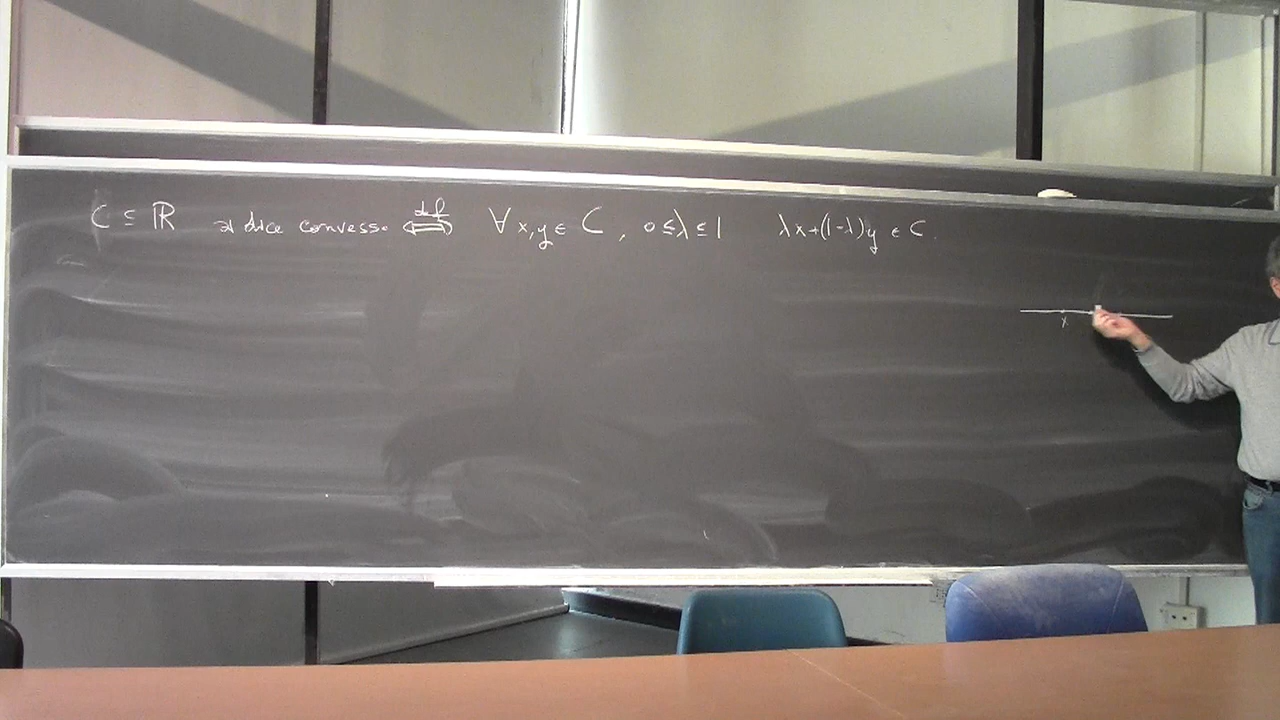 C ⊆ ℝ si dice convesso ⇔ def ∀ x, y ∈ C, 0 ≤ λ ≤ 1 λx+(1-λ)y ∈ C.
x